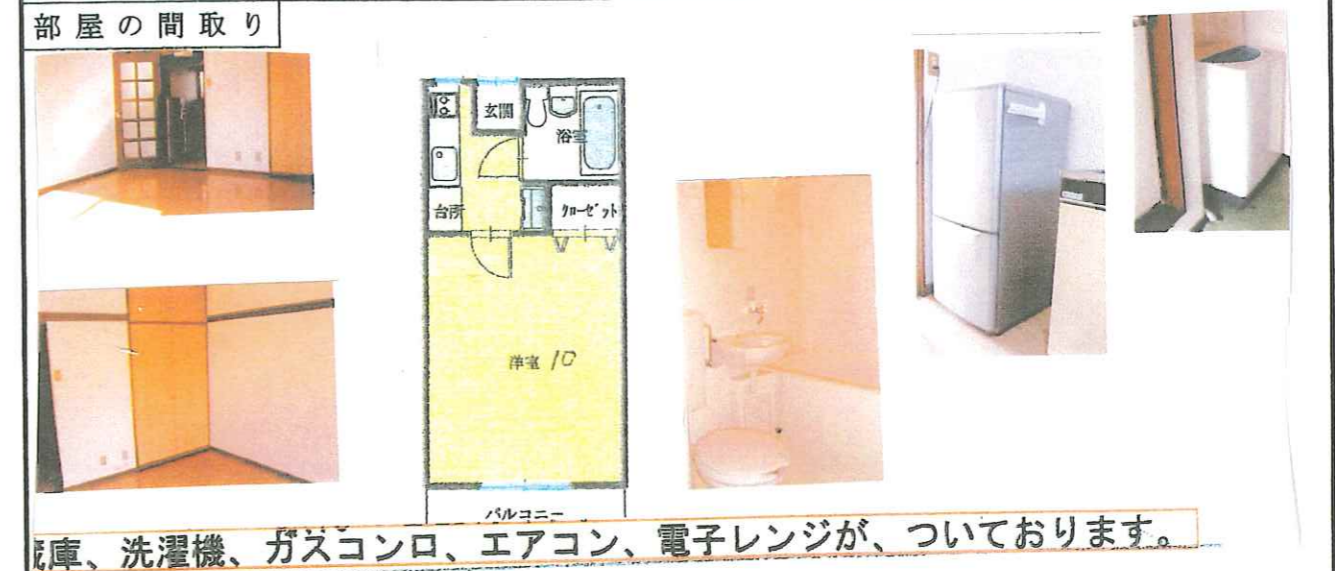 部屋の間取り
玄関
浴室
台所
クローゼット
洋室 10
バルコニー
蔵庫、洗濯機、ガスコンロ、エアコン、電子レンジが、ついております。